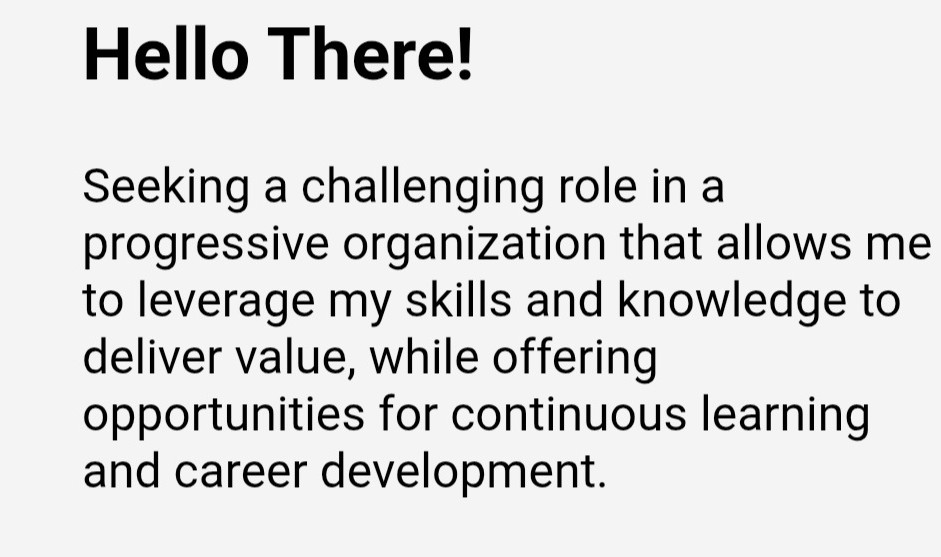 Hello There!
Seeking a challenging role in a
progressive organization that allows me
to leverage my skills and knowledge to
deliver value, while offering
opportunities for continuous learning
and career development.